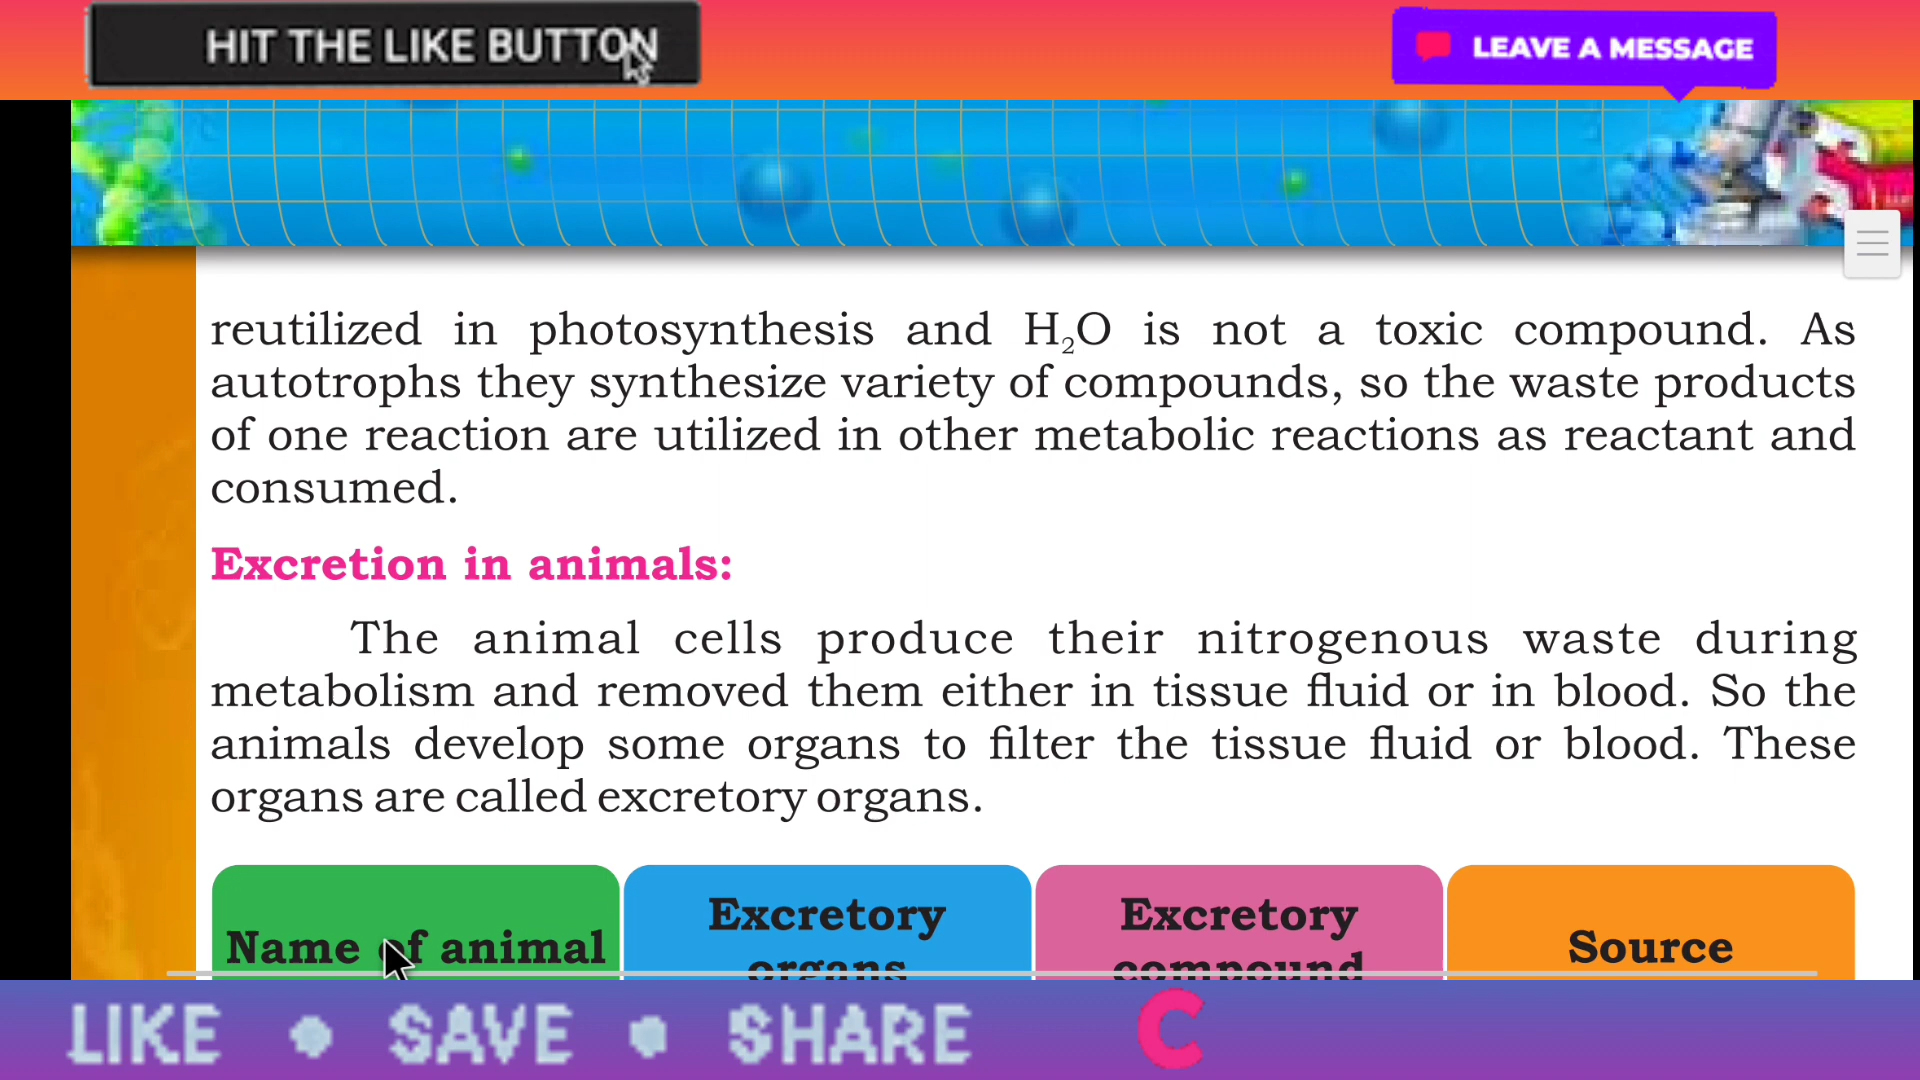 HIT THE LIKE BUTTON
LEAVE A MESSAGE
reutilized in photosynthesis and H₂O is not a toxic compound. As
autotrophs they synthesize variety of compounds, so the waste products
of one reaction are utilized in other metabolic reactions as reactant and
consumed.
Excretion in animals:
The animal cells produce their nitrogenous waste during
metabolism and removed them either in tissue fluid or in blood. So the
animals develop some organs to filter the tissue fluid or blood. These
organs are called excretory organs.
Name of animal
Excretory
organs
Excretory
compound
Source
LIKE • SAVE • SHARE
C